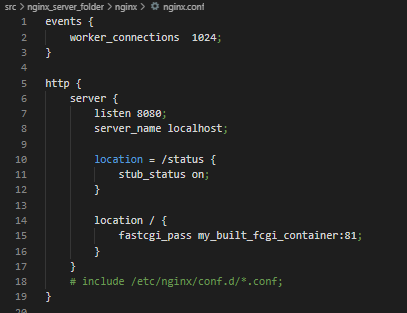 src > nginx_server_folder > nginx > nginx.conf
1 events {
2     worker_connections  1024;
3 }
4
5 http {
6     server {
7         listen 8080;
8         server_name localhost;
9
10         location = /status {
11             stub_status on;
12         }
13
14         location / {
15             fastcgi_pass my_built_fcgi_container:81;
16         }
17     }
18     # include /etc/nginx/conf.d/*.conf;
19 }
20